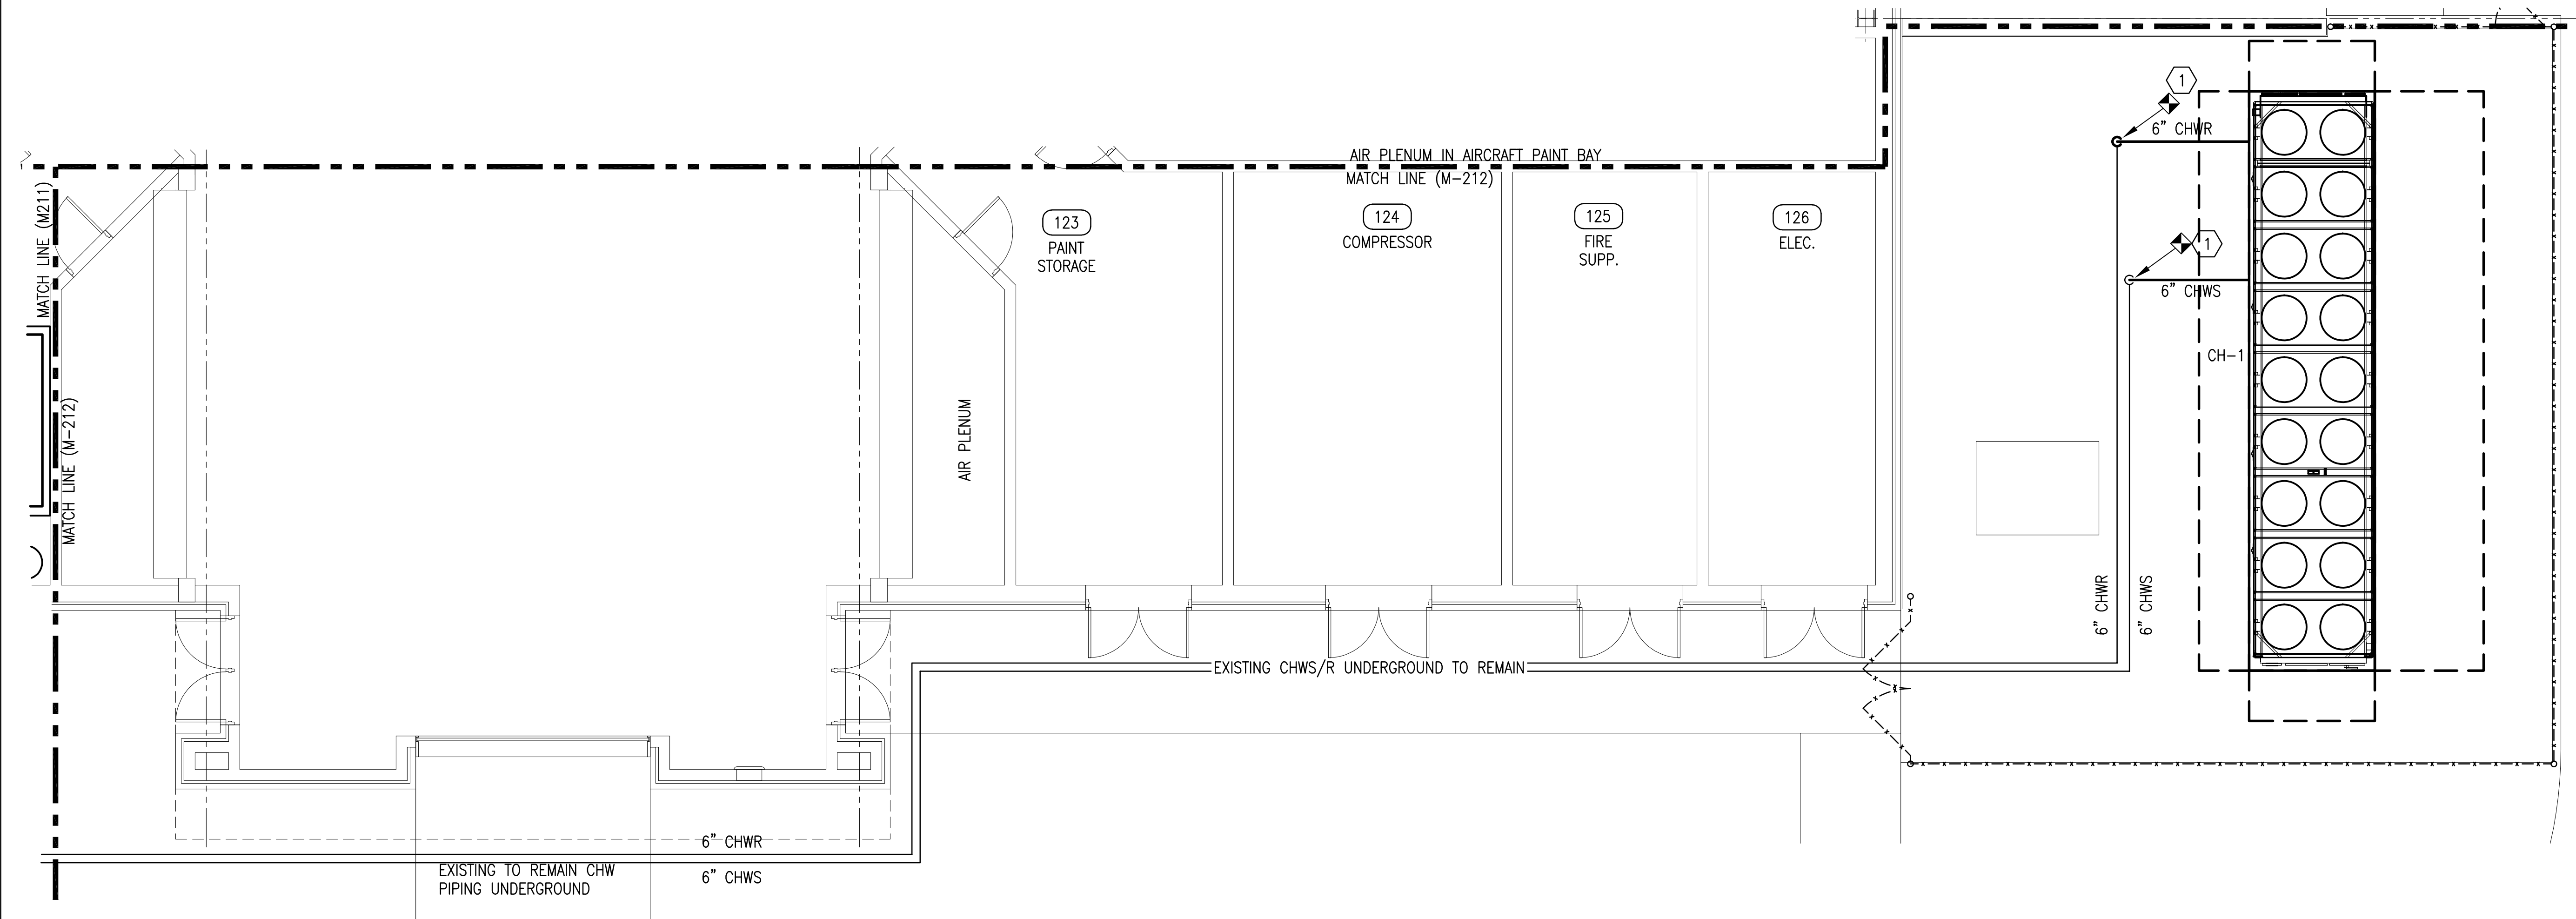 1
6" CHWR
AIR PLENUM IN AIRCRAFT PAINT BAY
MATCH LINE (M-212)
MATCH LINE (M211)
MATCH LINE (M-212)
123
PAINT
STORAGE
124
COMPRESSOR
125
FIRE
SUPP.
126
ELEC.
1
6" CHWS
CH-1
AIR PLENUM
6" CHWR
6" CHWS
EXISTING CHWS/R UNDERGROUND TO REMAIN
6" CHWR
6" CHWS
EXISTING TO REMAIN CHW
PIPING UNDERGROUND